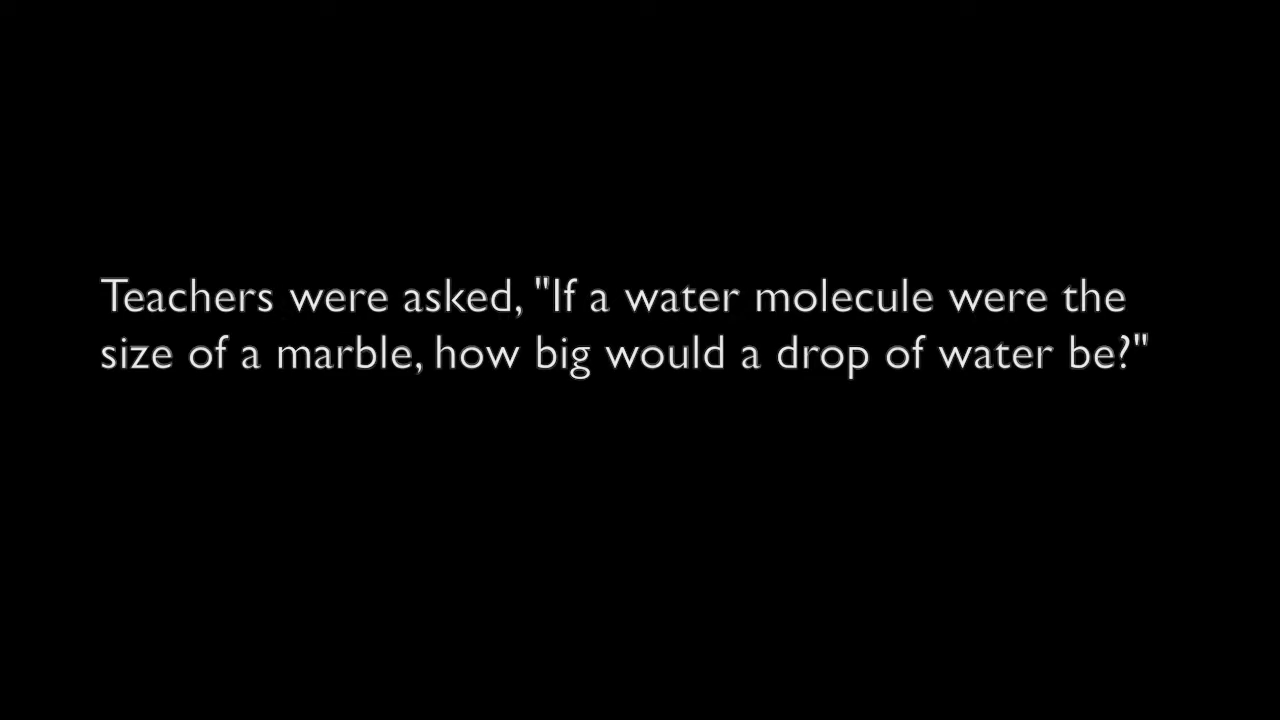 Teachers were asked, "If a water molecule were the
size of a marble, how big would a drop of water be?"